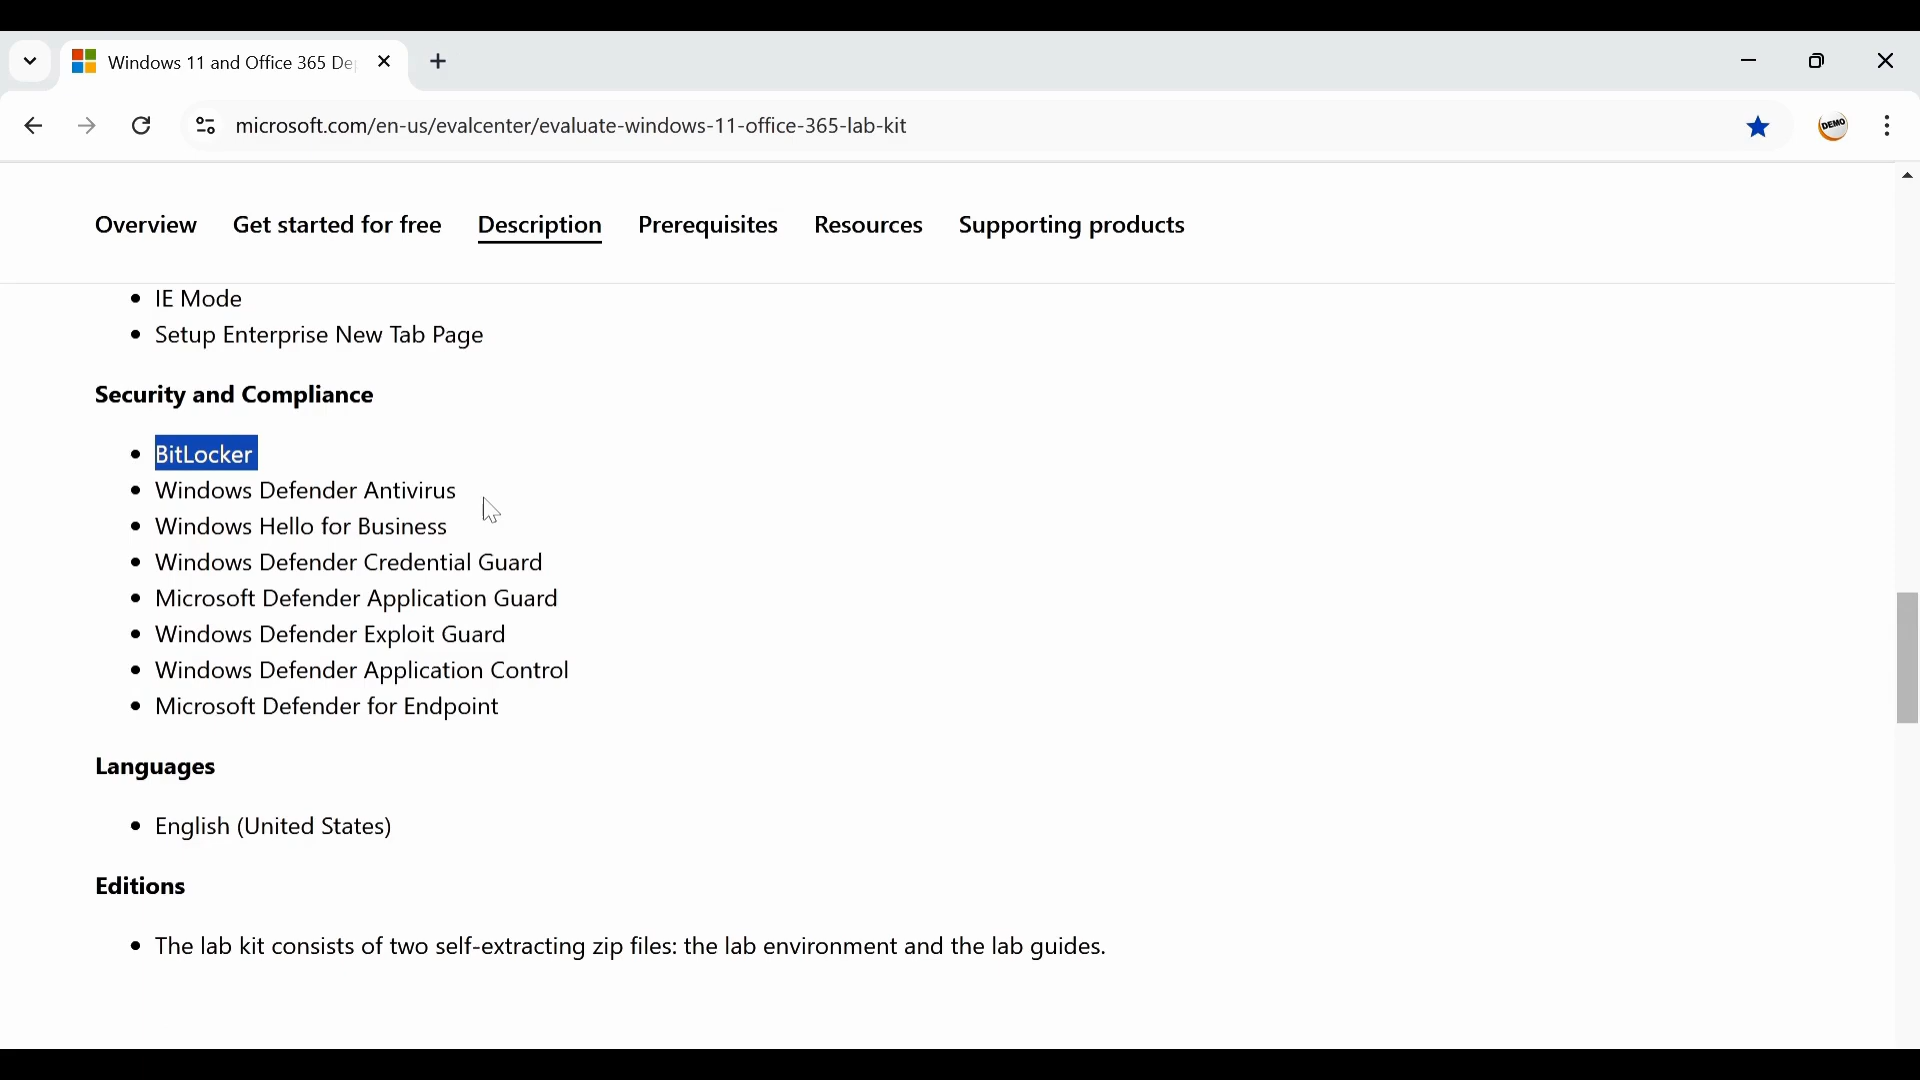 Windows 11 and Office 365 De
microsoft.com/en-us/evalcenter/evaluate-windows-11-office-365-lab-kit
DEMO
Overview Get started for free Description Prerequisites Resources Supporting products
IE Mode
Setup Enterprise New Tab Page
Security and Compliance
BitLocker
Windows Defender Antivirus
Windows Hello for Business
Windows Defender Credential Guard
Microsoft Defender Application Guard
Windows Defender Exploit Guard
Windows Defender Application Control
Microsoft Defender for Endpoint
Languages
English (United States)
Editions
The lab kit consists of two self-extracting zip files: the lab environment and the lab guides.